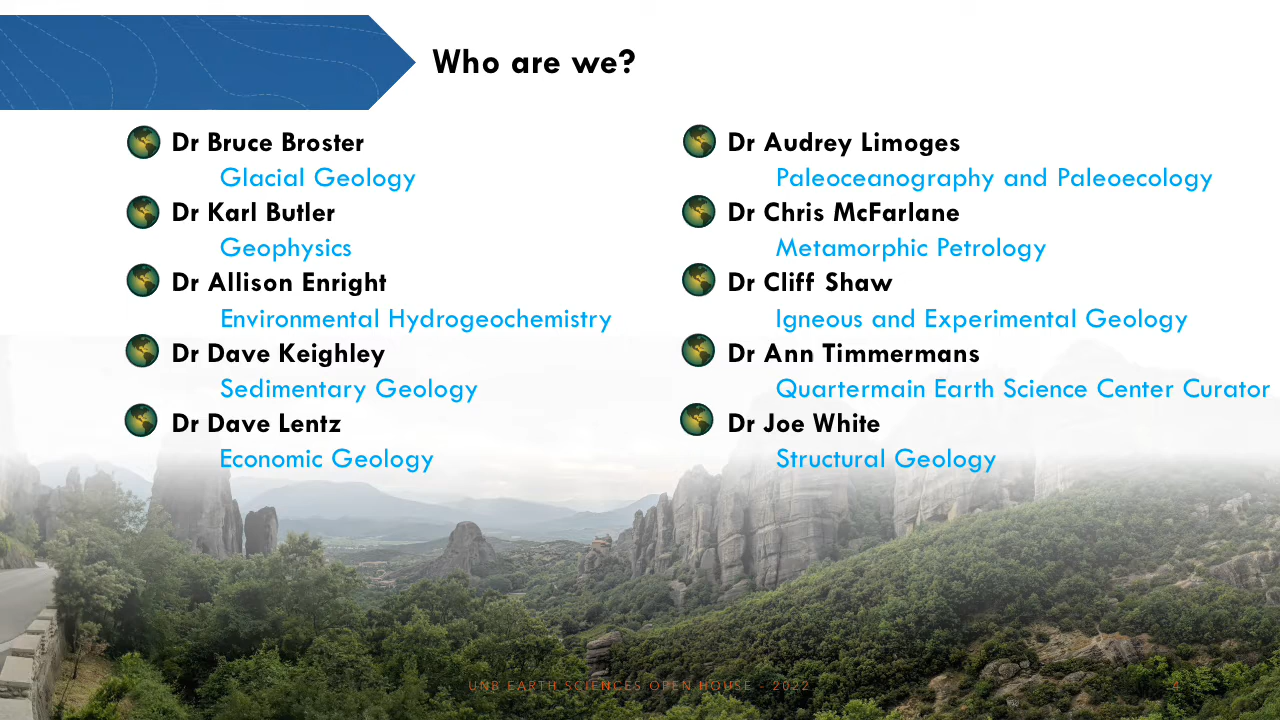 Who are we?
Dr Bruce Broster
Glacial Geology
Dr Karl Butler
Geophysics
Dr Allison Enright
Environmental Hydrogeochemistry
Dr Dave Keighley
Sedimentary Geology
Dr Dave Lentz
Economic Geology
Dr Audrey Limoges
Paleoceanography and Paleoecology
Dr Chris McFarlane
Metamorphic Petrology
Dr Cliff Shaw
Igneous and Experimental Geology
Dr Ann Timmermans
Quartermain Earth Science Center Curator
Dr Joe White
Structural Geology
UNB EARTH SCIENCES OPEN HOUSE - 2022
4